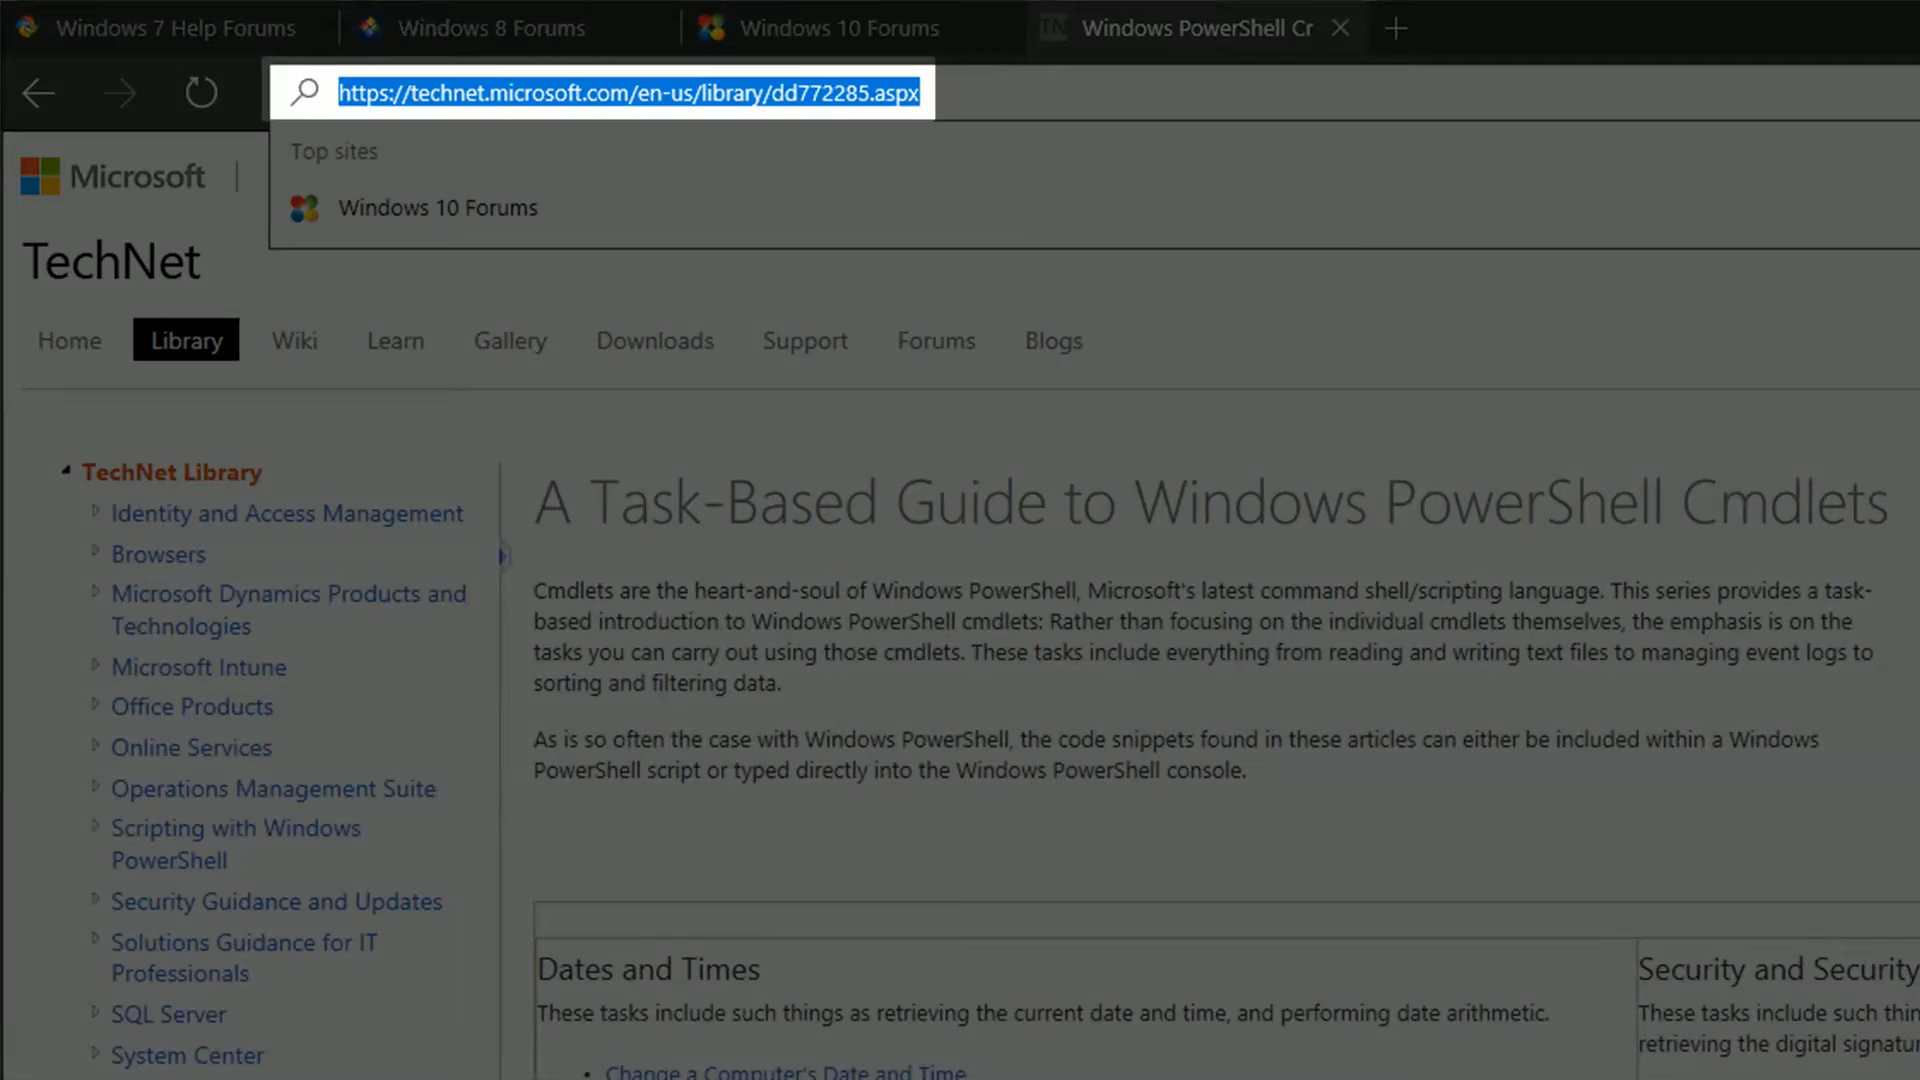 Windows 7 Help Forums
Windows 8 Forums
Windows 10 Forums
TN
Windows PowerShell Cr
https://technet.microsoft.com/en-us/library/dd772285.aspx
Top sites
Windows 10 Forums
Microsoft
TechNet
Home
Library
Wiki
Learn
Gallery
Downloads
Support
Forums
Blogs
TechNet Library
Identity and Access Management
Browsers
Microsoft Dynamics Products and
Technologies
Microsoft Intune
Office Products
Online Services
Operations Management Suite
Scripting with Windows
PowerShell
Security Guidance and Updates
Solutions Guidance for IT
Professionals
SQL Server
System Center
A Task-Based Guide to Windows PowerShell Cmdlets
Cmdlets are the heart-and-soul of Windows PowerShell, Microsoft's latest command shell/scripting language. This series provides a task-
based introduction to Windows PowerShell cmdlets: Rather than focusing on the individual cmdlets themselves, the emphasis is on the
tasks you can carry out using those cmdlets. These tasks include everything from reading and writing text files to managing event logs to
sorting and filtering data.
As is so often the case with Windows PowerShell, the code snippets found in these articles can either be included within a Windows
PowerShell script or typed directly into the Windows PowerShell console.
Dates and Times
These tasks include such things as retrieving the current date and time, and performing date arithmetic.
• Change a Computer's Date and Time
Security and Security
These tasks include such thin
retrieving the digital signatur